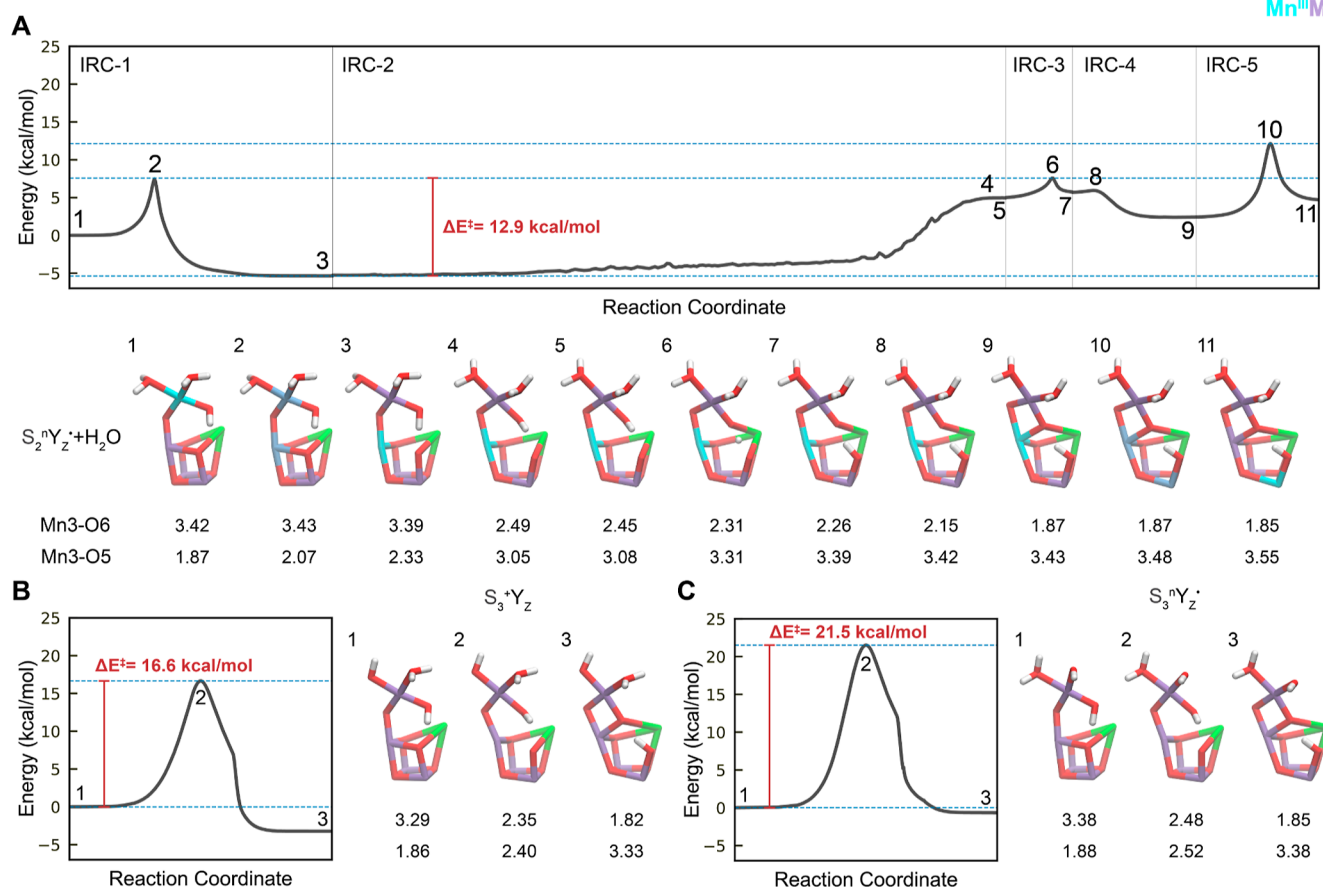 Mn^III M
A
25
20
15
10
5
0
−5
Energy (kcal/mol)
IRC-1
IRC-2
IRC-3
IRC-4
IRC-5
1
2
3
4
5
6
7
8
9
10
11
ΔE‡= 12.9 kcal/mol
Reaction Coordinate
1 2 3 4 5 6 7 8 9 10 11
S₂ⁿY_Z•+H₂O
Mn3-O6 3.42 3.43 3.39 2.49 2.45 2.31 2.26 2.15 1.87 1.87 1.85
Mn3-O5 1.87 2.07 2.33 3.05 3.08 3.31 3.39 3.42 3.43 3.48 3.55
B
25
20
15
10
5
0
−5
Energy (kcal/mol)
ΔE‡= 16.6 kcal/mol
1
2
3
Reaction Coordinate
S₃⁺Y_Z
1 2 3
3.29 2.35 1.82
1.86 2.40 3.33
C
25
20
15
10
5
0
−5
Energy (kcal/mol)
ΔE‡= 21.5 kcal/mol
1
2
3
Reaction Coordinate
S₃ⁿY_Z•
1 2 3
3.38 2.48 1.85
1.88 2.52 3.38